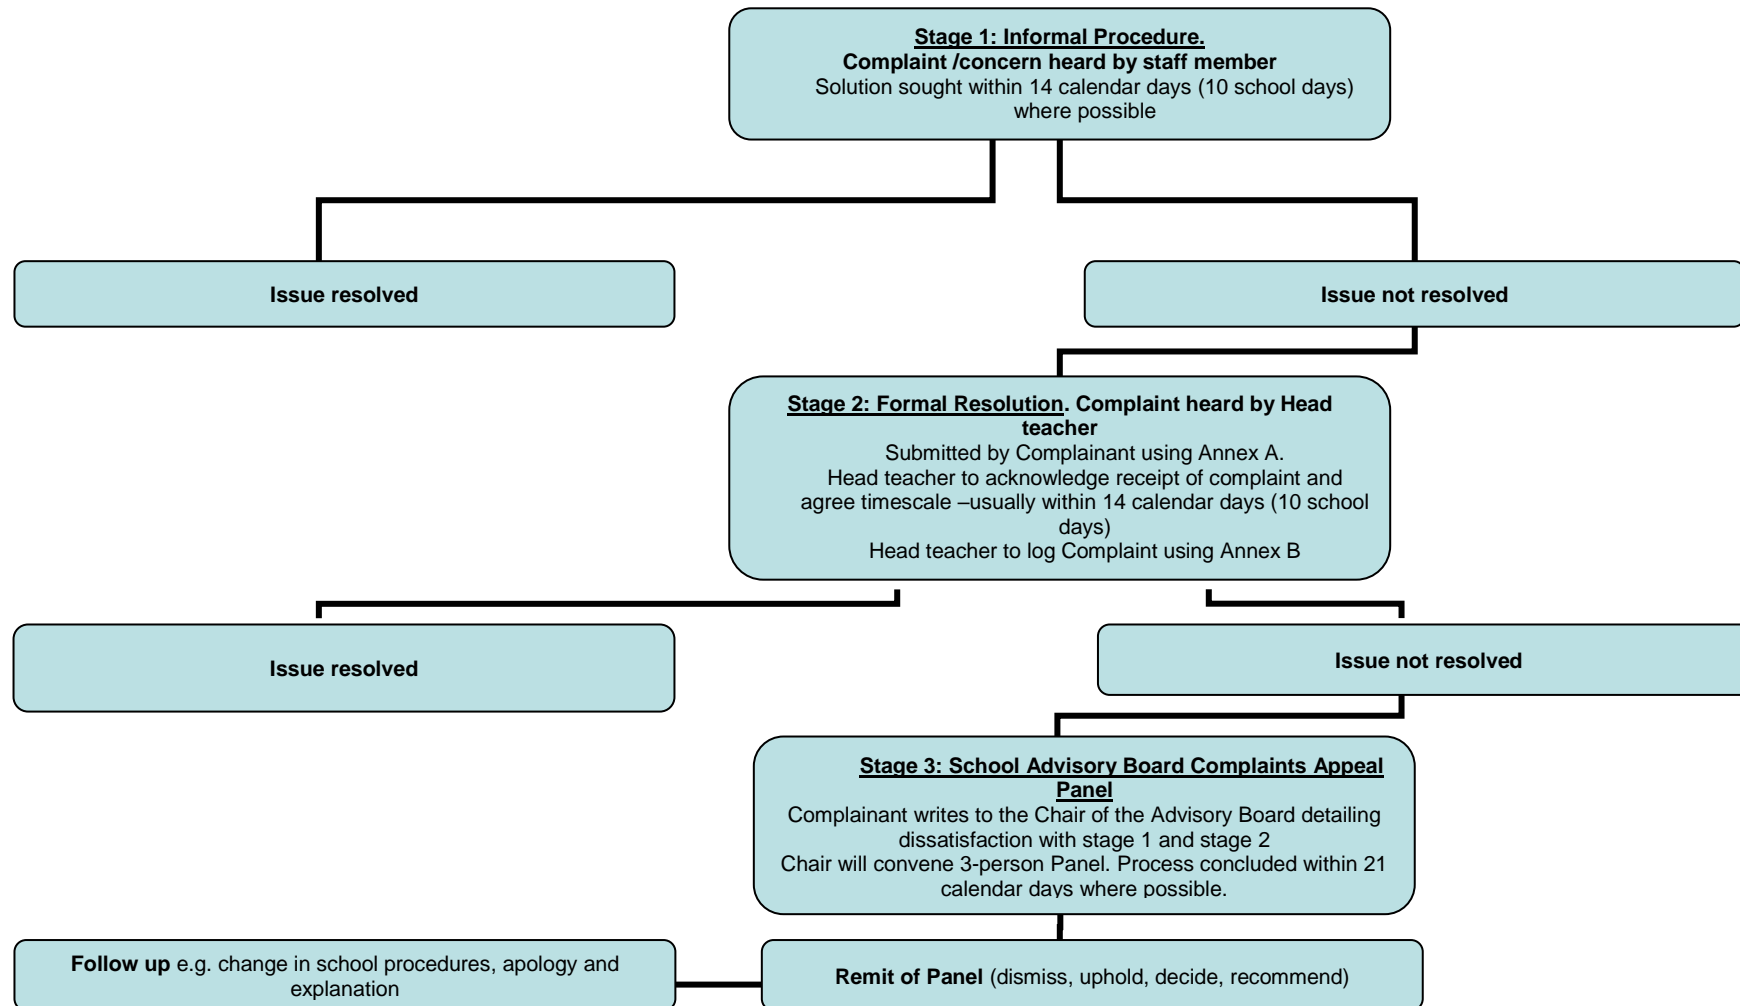 Stage 1: Informal Procedure.
Complaint /concern heard by staff member
Solution sought within 14 calendar days (10 school days)
where possible
Issue resolved
Issue not resolved
Stage 2: Formal Resolution. Complaint heard by Head
teacher
Submitted by Complainant using Annex A.
Head teacher to acknowledge receipt of complaint and
agree timescale –usually within 14 calendar days (10 school
days)
Head teacher to log Complaint using Annex B
Issue resolved
Issue not resolved
Stage 3: School Advisory Board Complaints Appeal
Panel
Complainant writes to the Chair of the Advisory Board detailing
dissatisfaction with stage 1 and stage 2
Chair will convene 3-person Panel. Process concluded within 21
calendar days where possible.
Follow up e.g. change in school procedures, apology and
explanation
Remit of Panel (dismiss, uphold, decide, recommend)